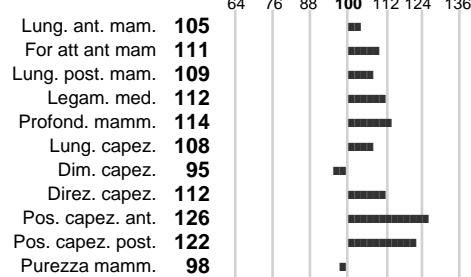 64 76 88 100 112 124 136
Lung. ant. mam. 105
For att ant mam 111
Lung. post. mam. 109
Legam. med. 112
Profond. mamm. 114
Lung. capez. 108
Dim. capez. 95
Direz. capez. 112
Pos. capez. ant. 126
Pos. capez. post. 122
Purezza mamm. 98